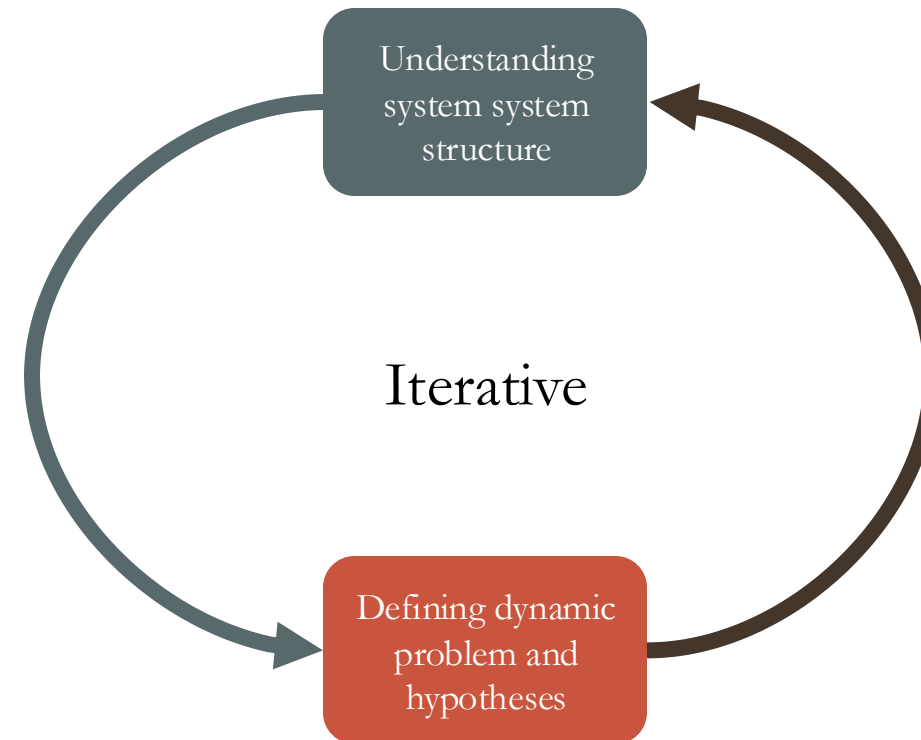 Understanding
system system
structure
Iterative
Defining dynamic
problem and
hypotheses